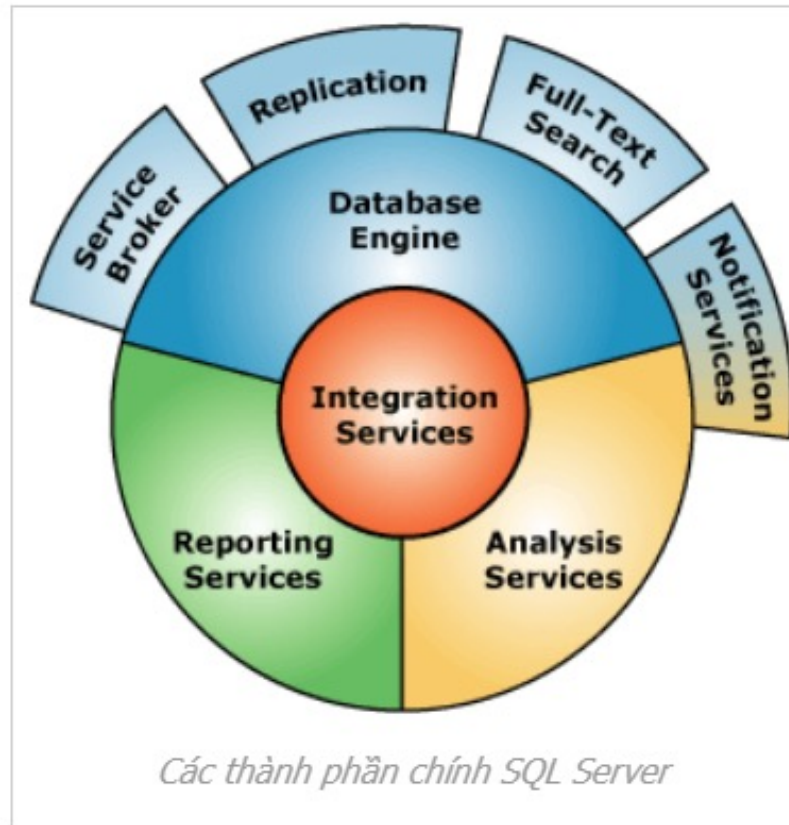 Service
Broker
Replication
Full-Text
Search
Notification
Services
Database
Engine
Integration
Services
Reporting
Services
Analysis
Services
Các thành phần chính SQL Server